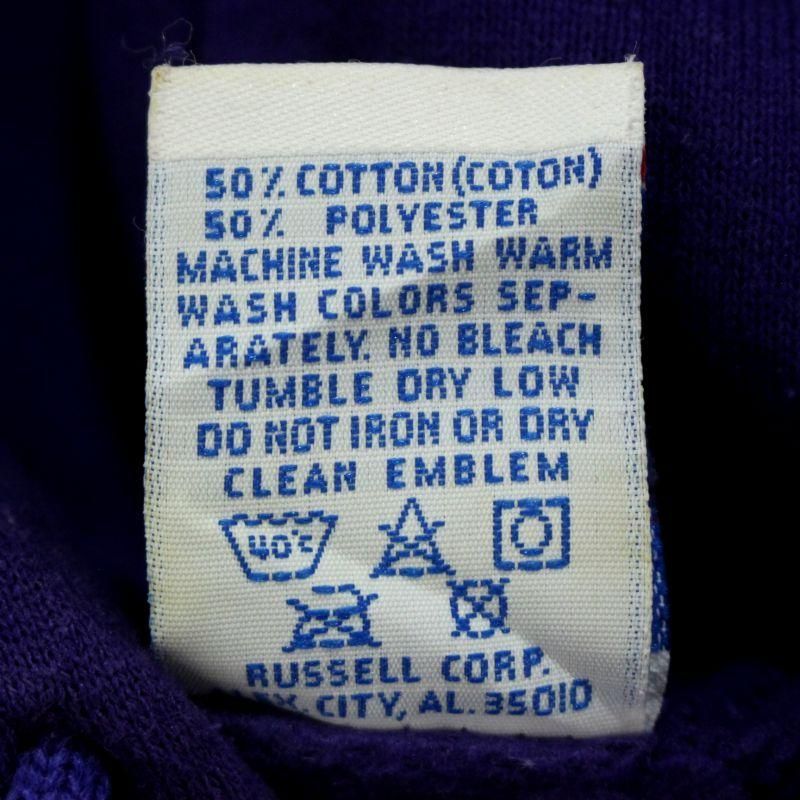 50% COTTON (COTON)
50% POLYESTER
MACHINE WASH WARM
WASH COLORS SEP-
ARATELY. NO BLEACH
TUMBLE DRY LOW
DO NOT IRON OR DRY
CLEAN EMBLEM
40°C
RUSSELL CORP.
ALEX. CITY, AL. 35010